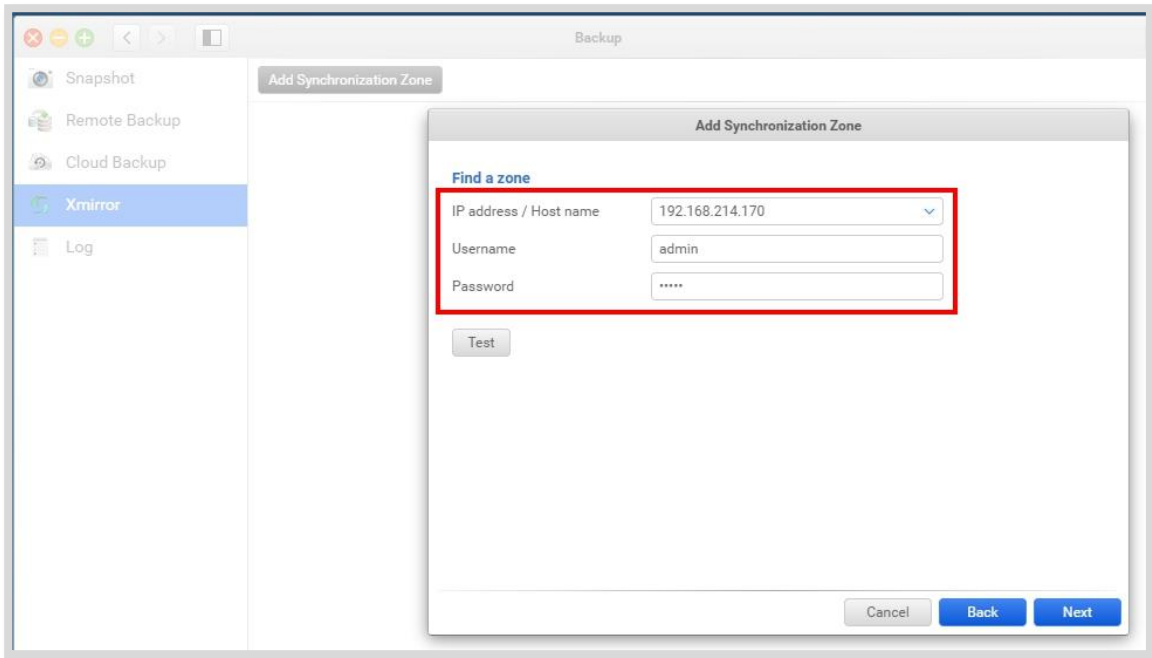 Backup
Snapshot
Remote Backup
Cloud Backup
Xmirror
Log
Add Synchronization Zone
Add Synchronization Zone
Find a zone
IP address / Host name 192.168.214.170
Username admin
Password •••••
Test
Cancel Back Next